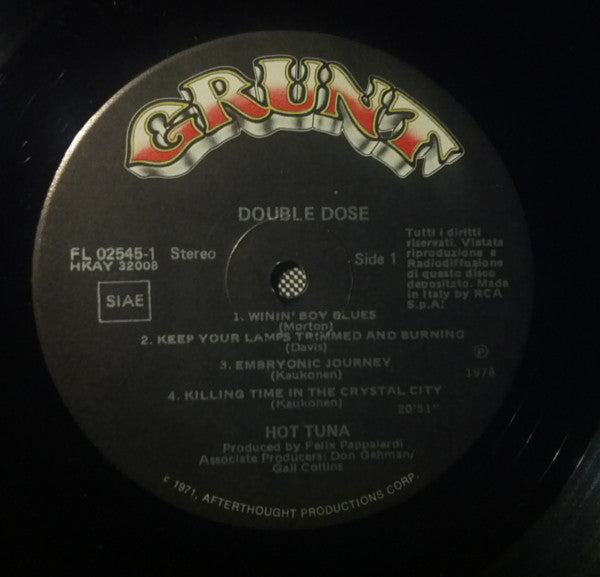 GRUNT
DOUBLE DOSE
FL 02545-1 Stereo
HKAY 32008
SIAE
Side 1
Tutti i diritti
riservati. Vietata
riproduzione e
Radiodiffusione
di questo disco
depositato. Made
in Italy by RCA
S.p.A.
1. WININ' BOY BLUES
(Morton)
2. KEEP YOUR LAMPS TRIMMED AND BURNING
(Davis)
3. EMBRYONIC JOURNEY
(Kaukonen)
4. KILLING TIME IN THE CRYSTAL CITY
(Kaukonen)
20'51"
℗
1978
HOT TUNA
Produced by Felix Pappalardi
Associate Producers: Don Gehman/
Gail Collins
© 1971, AFTERTHOUGHT PRODUCTIONS CORP.